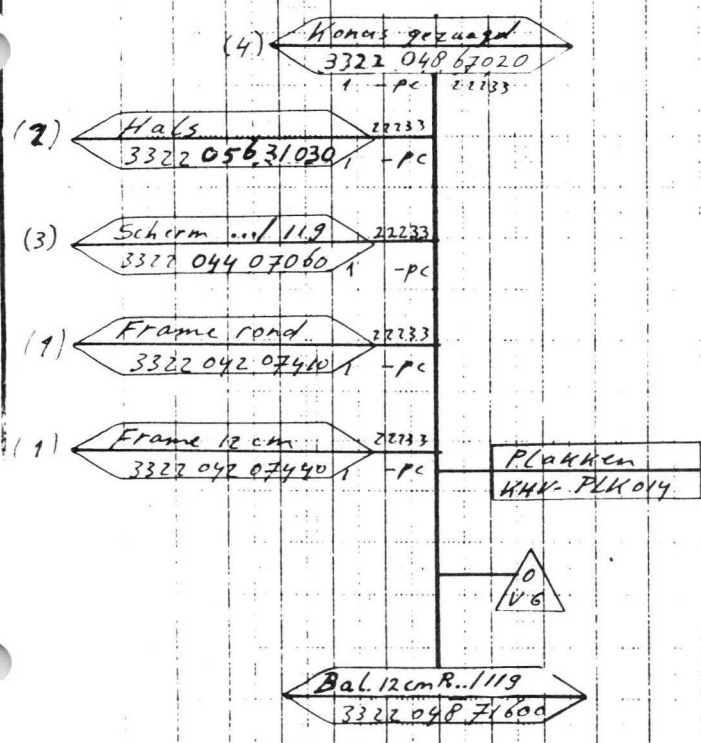 (4) Konus gezaagd
3322 048 67020
1 -pc 22233
(2) Hals 22233
3322 056 31030 1 -pc
(3) Scherm .../119 22233
3322 044 07060 1 -pc
(1) Frame rond 22233
3322 042 07410 1 -pc
(1) Frame 12 cm 22233
3322 042 07440 1 -pc
Plakken
KHV-PLK014
0
V6
Bal. 12cm R../119
3322 048 71600